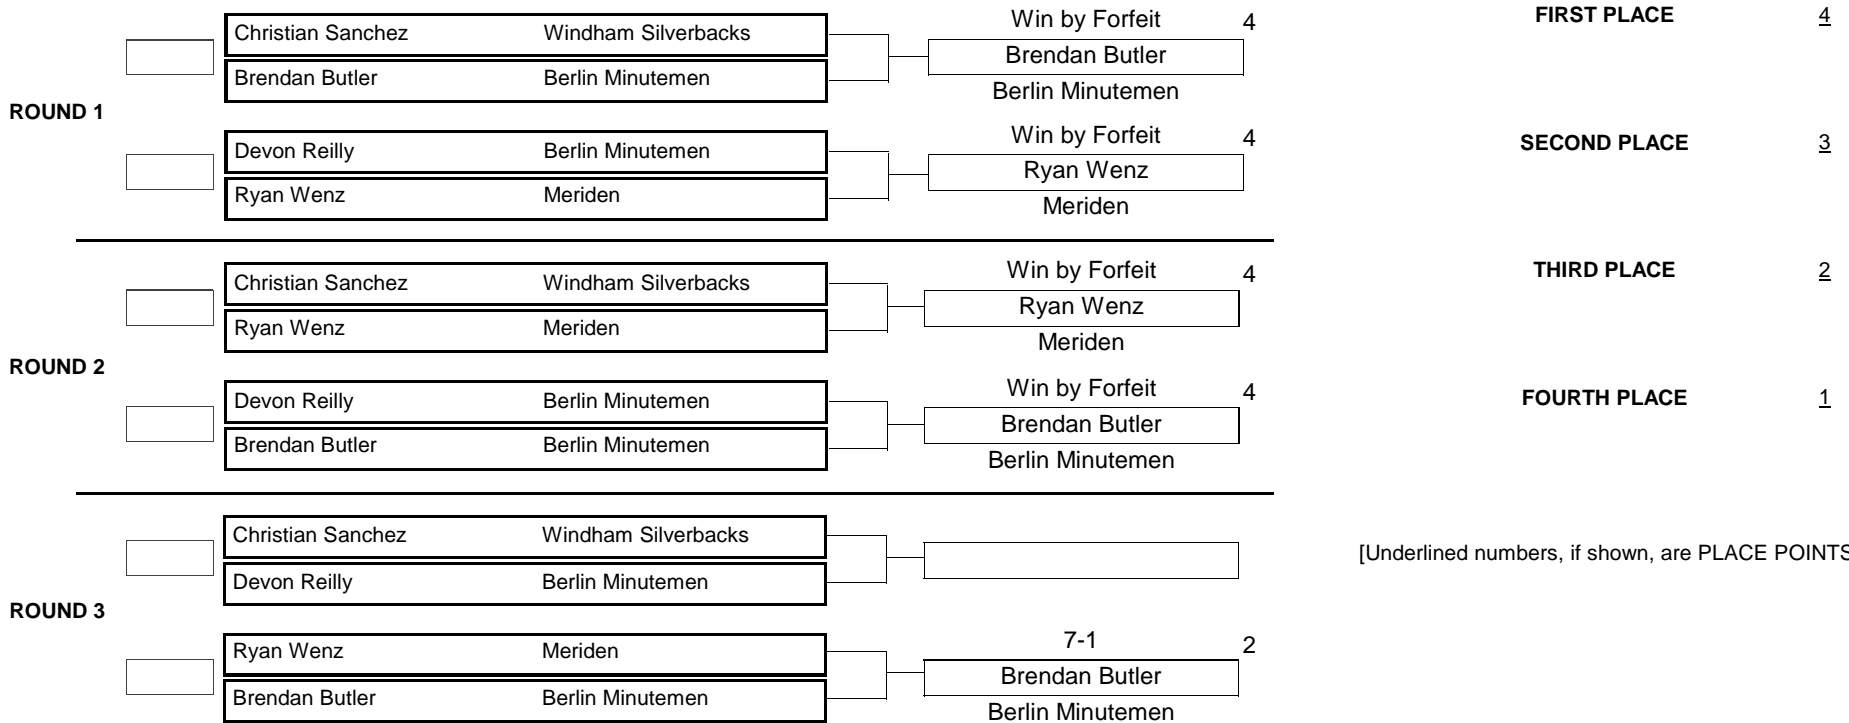 Christian Sanchez Windham Silverbacks
Win by Forfeit 4
FIRST PLACE 4
Brendan Butler Berlin Minutemen
Brendan Butler
Berlin Minutemen
ROUND 1
Devon Reilly Berlin Minutemen
Win by Forfeit 4
SECOND PLACE 3
Ryan Wenz Meriden
Ryan Wenz
Meriden
Christian Sanchez Windham Silverbacks
Win by Forfeit 4
THIRD PLACE 2
Ryan Wenz Meriden
Ryan Wenz
Meriden
ROUND 2
Devon Reilly Berlin Minutemen
Win by Forfeit 4
FOURTH PLACE 1
Brendan Butler Berlin Minutemen
Brendan Butler
Berlin Minutemen
Christian Sanchez Windham Silverbacks
Devon Reilly Berlin Minutemen
[Underlined numbers, if shown, are PLACE POINTS
ROUND 3
Ryan Wenz Meriden
7-1 2
Brendan Butler Berlin Minutemen
Brendan Butler
Berlin Minutemen